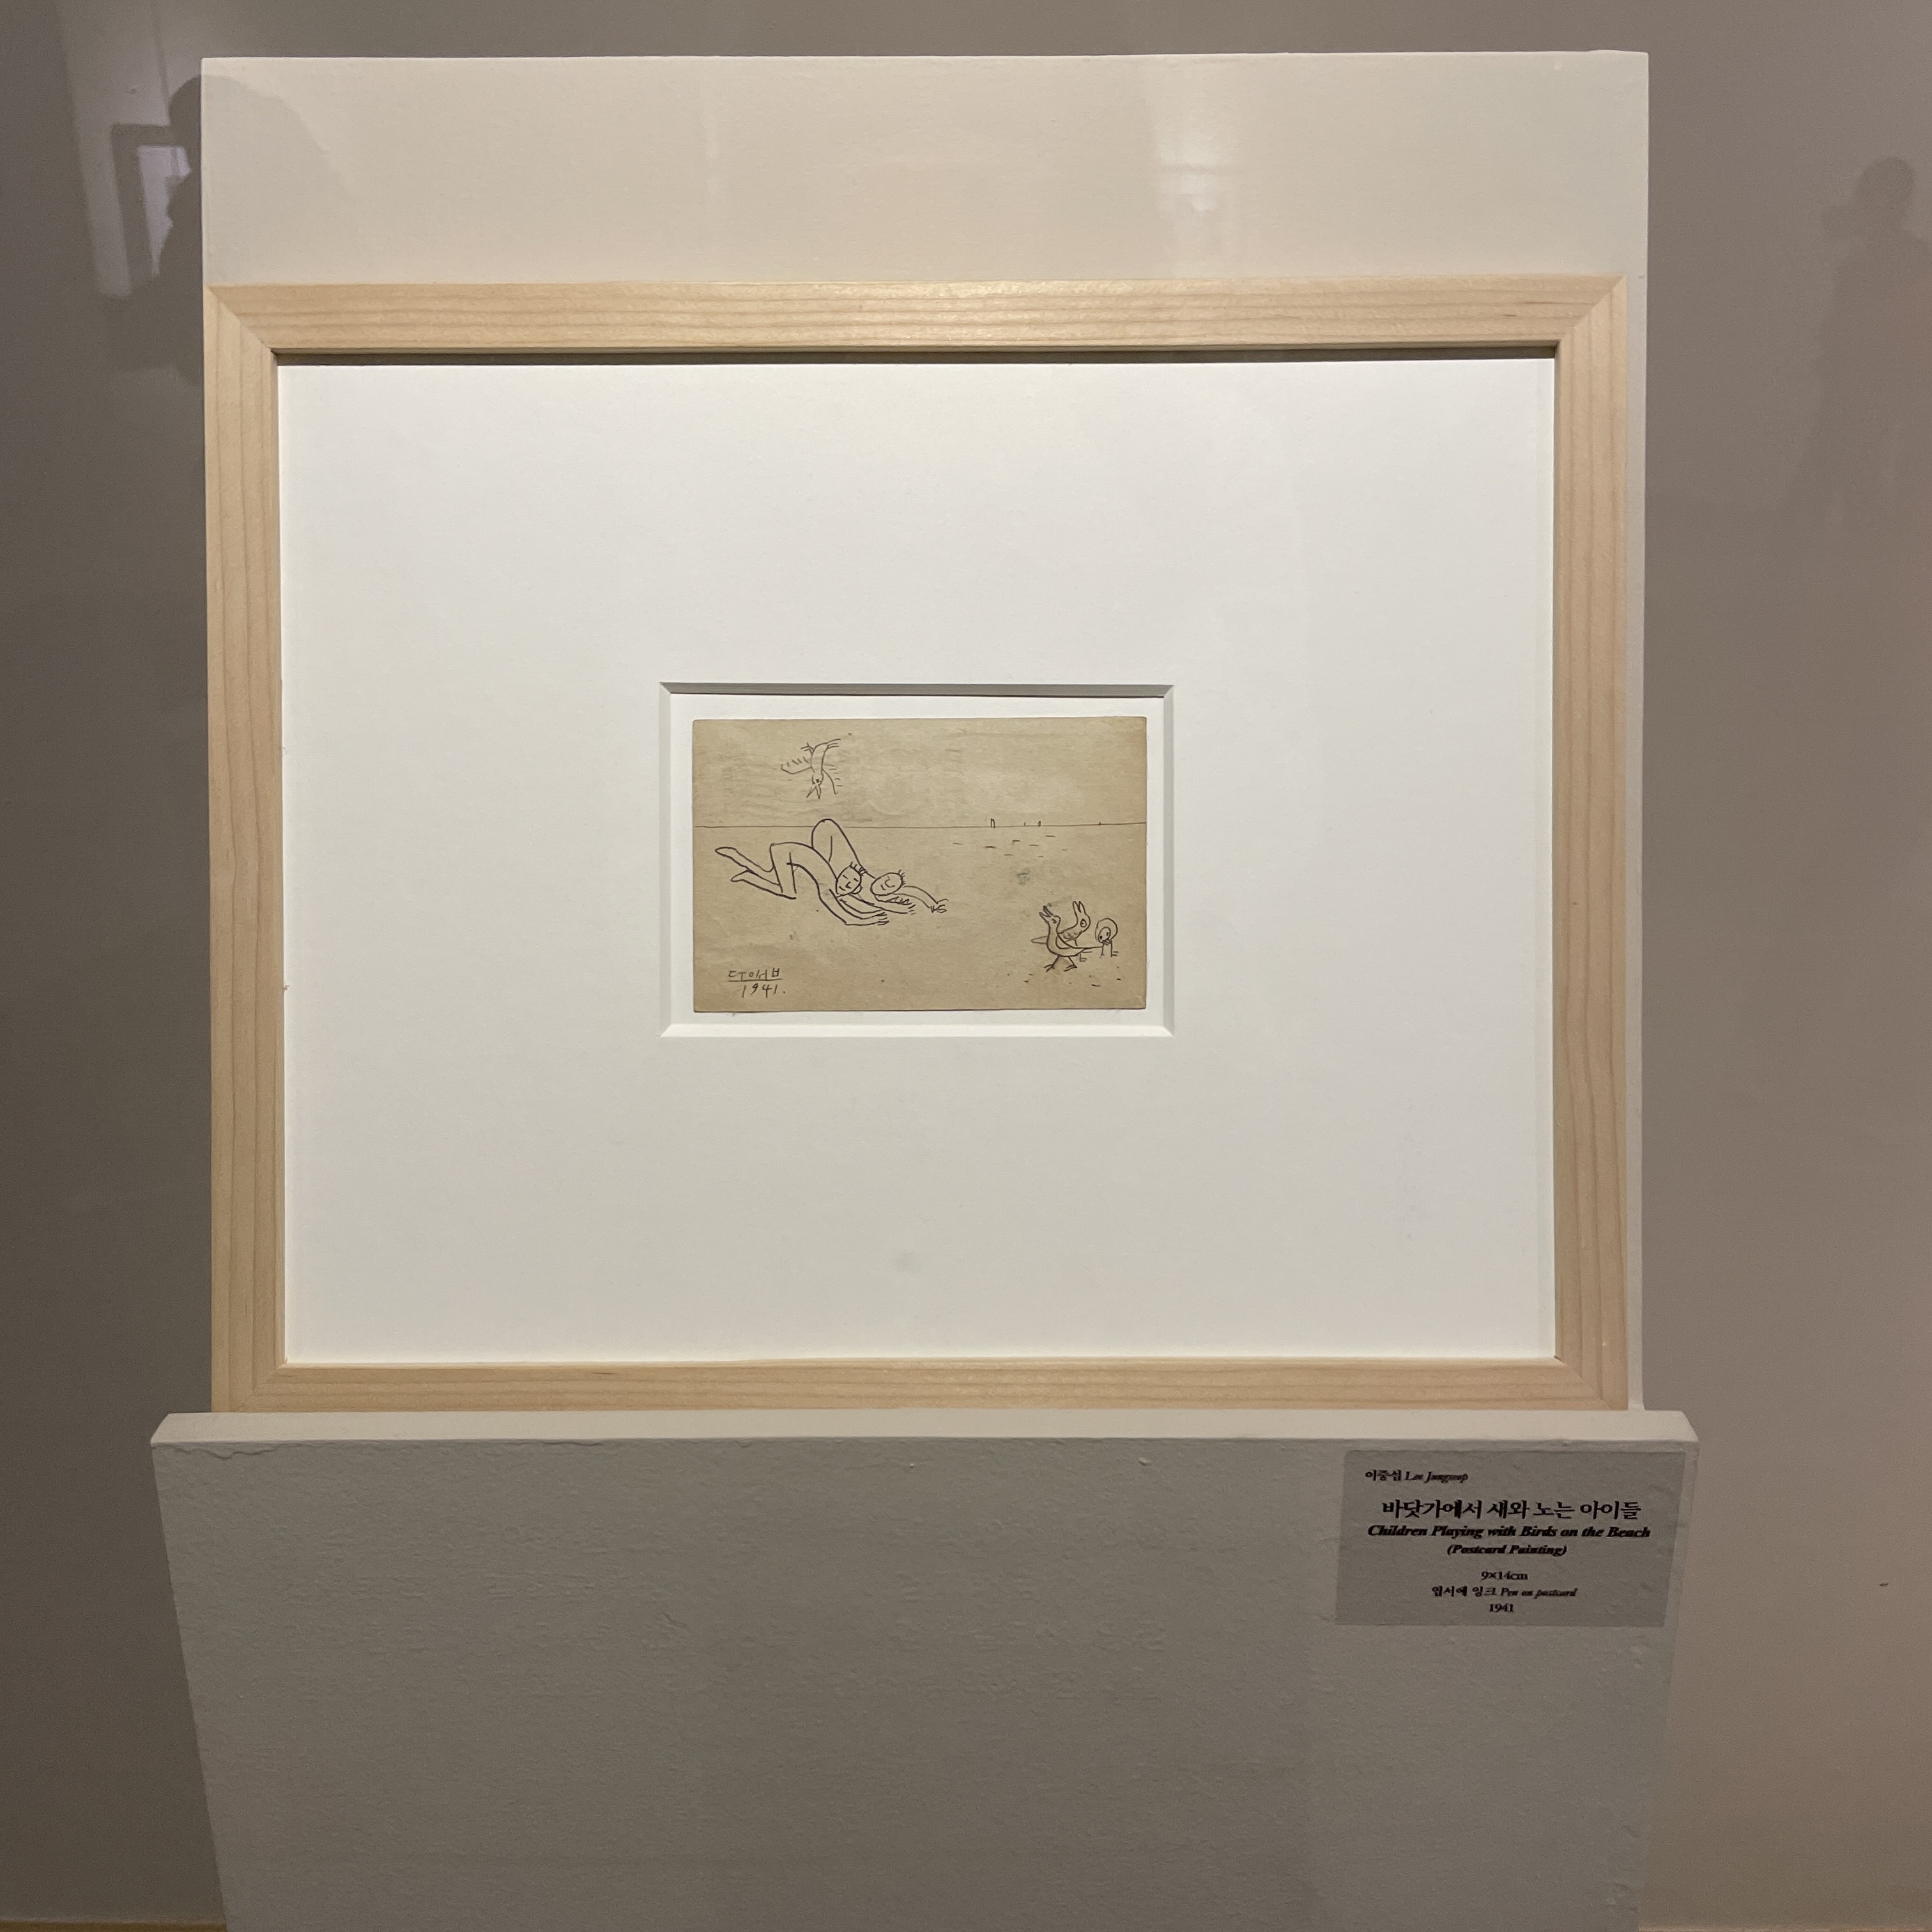 ㄷㅜㅇㅓㅅㅂ
1941.
이중섭 Lee Jungseop
바닷가에서 새와 노는 아이들
Children Playing with Birds on the Beach
(Postcard Painting)
9×14cm
엽서에 잉크 Pen on postcard
1941